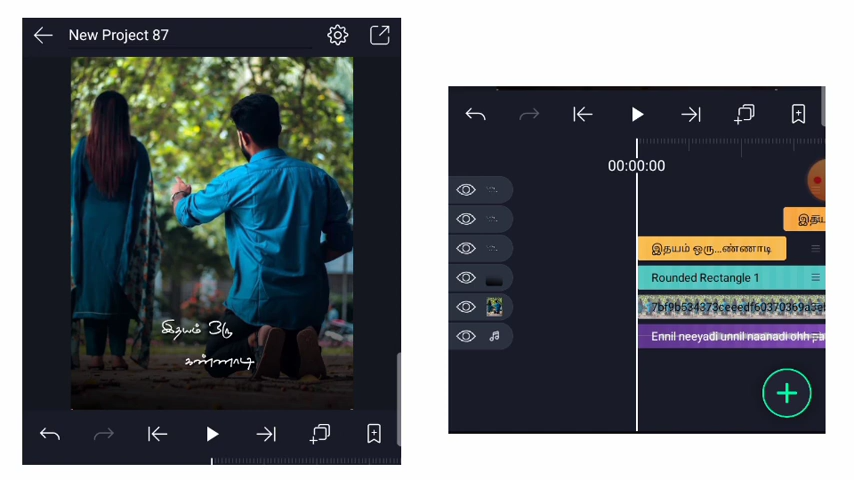 New Project 87
இதயம் ஒரு
கண்ணாடி
00:00:00
இதய
இதயம் ஒரு...ண்ணாடி
Rounded Rectangle 1
Ennil neeyadi unnil naanadi ohh